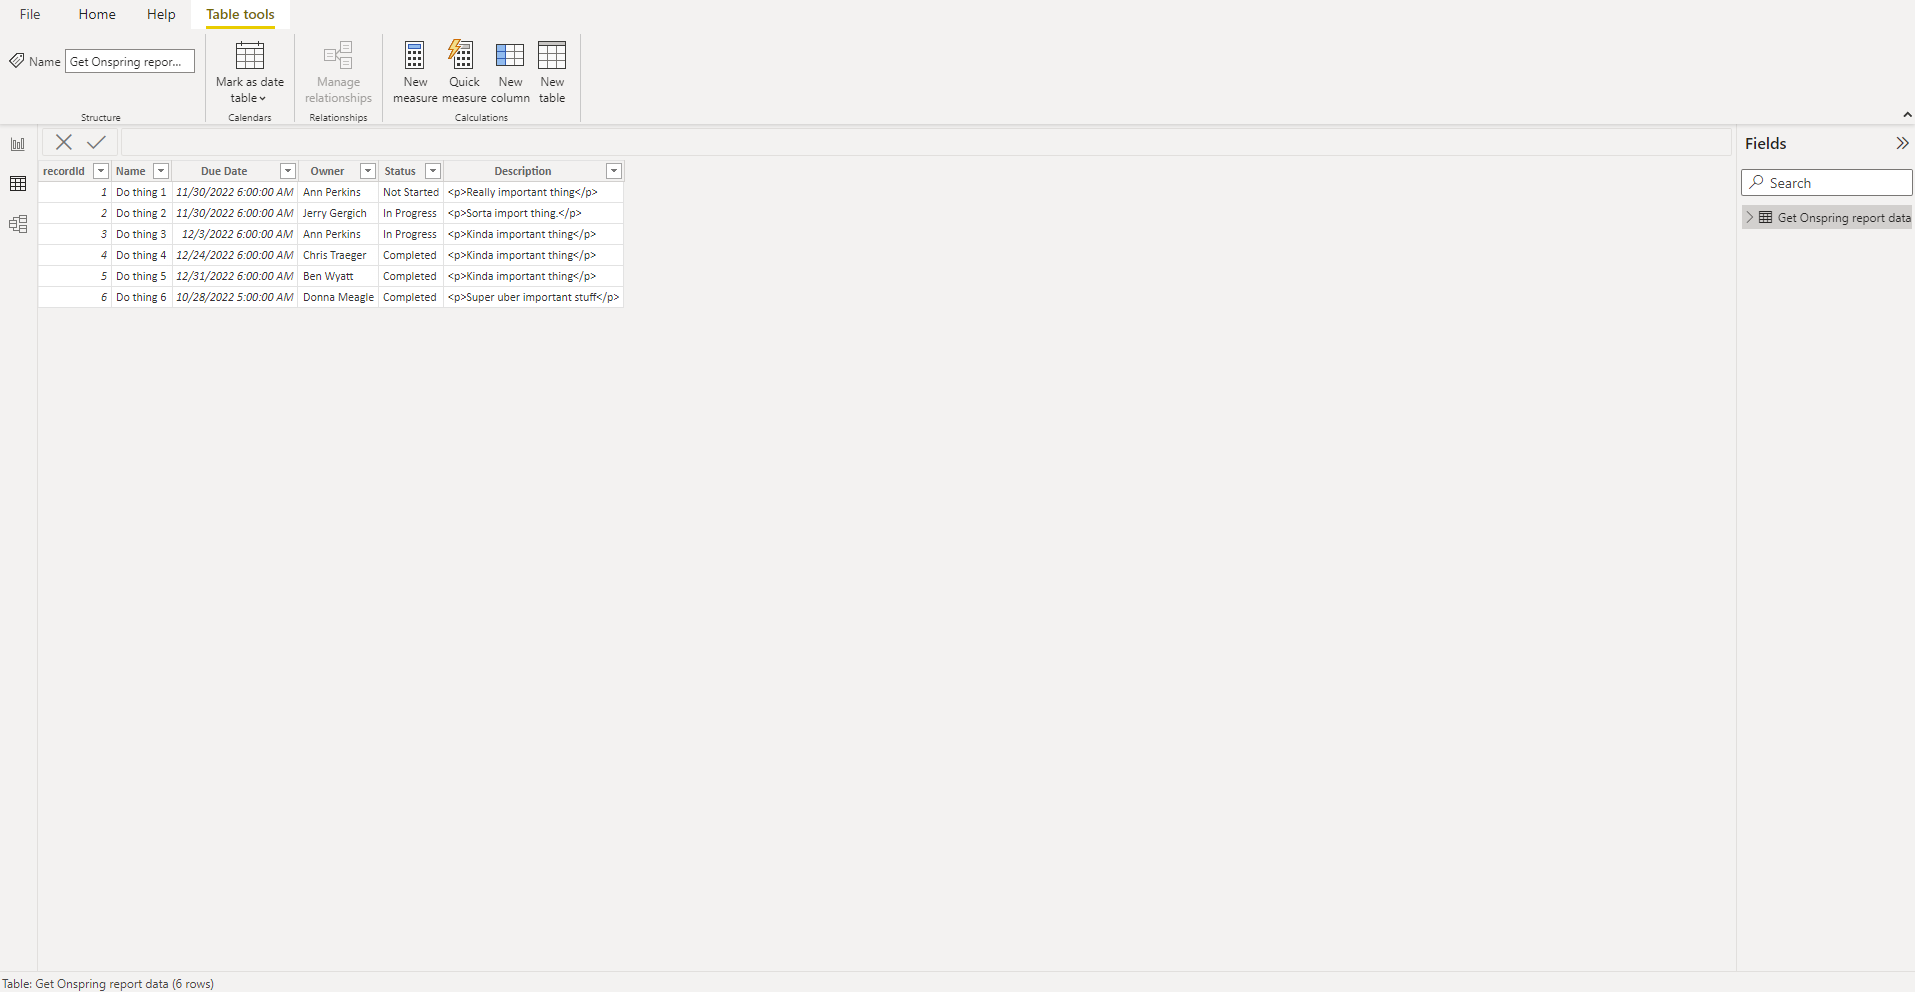 File Home Help Table tools
Name Get Onspring repor...
Mark as date table
Manage relationships
New measure
Quick measure
New column
New table
Structure Calendars Relationships Calculations
Fields
Search
Get Onspring report data
recordId Name Due Date Owner Status Description
1 Do thing 1 11/30/2022 6:00:00 AM Ann Perkins Not Started <p>Really important thing</p>
2 Do thing 2 11/30/2022 6:00:00 AM Jerry Gergich In Progress <p>Sorta import thing.</p>
3 Do thing 3 12/3/2022 6:00:00 AM Ann Perkins In Progress <p>Kinda important thing</p>
4 Do thing 4 12/24/2022 6:00:00 AM Chris Traeger Completed <p>Kinda important thing</p>
5 Do thing 5 12/31/2022 6:00:00 AM Ben Wyatt Completed <p>Kinda important thing</p>
6 Do thing 6 10/28/2022 5:00:00 AM Donna Meagle Completed <p>Super uber important stuff</p>
Table: Get Onspring report data (6 rows)